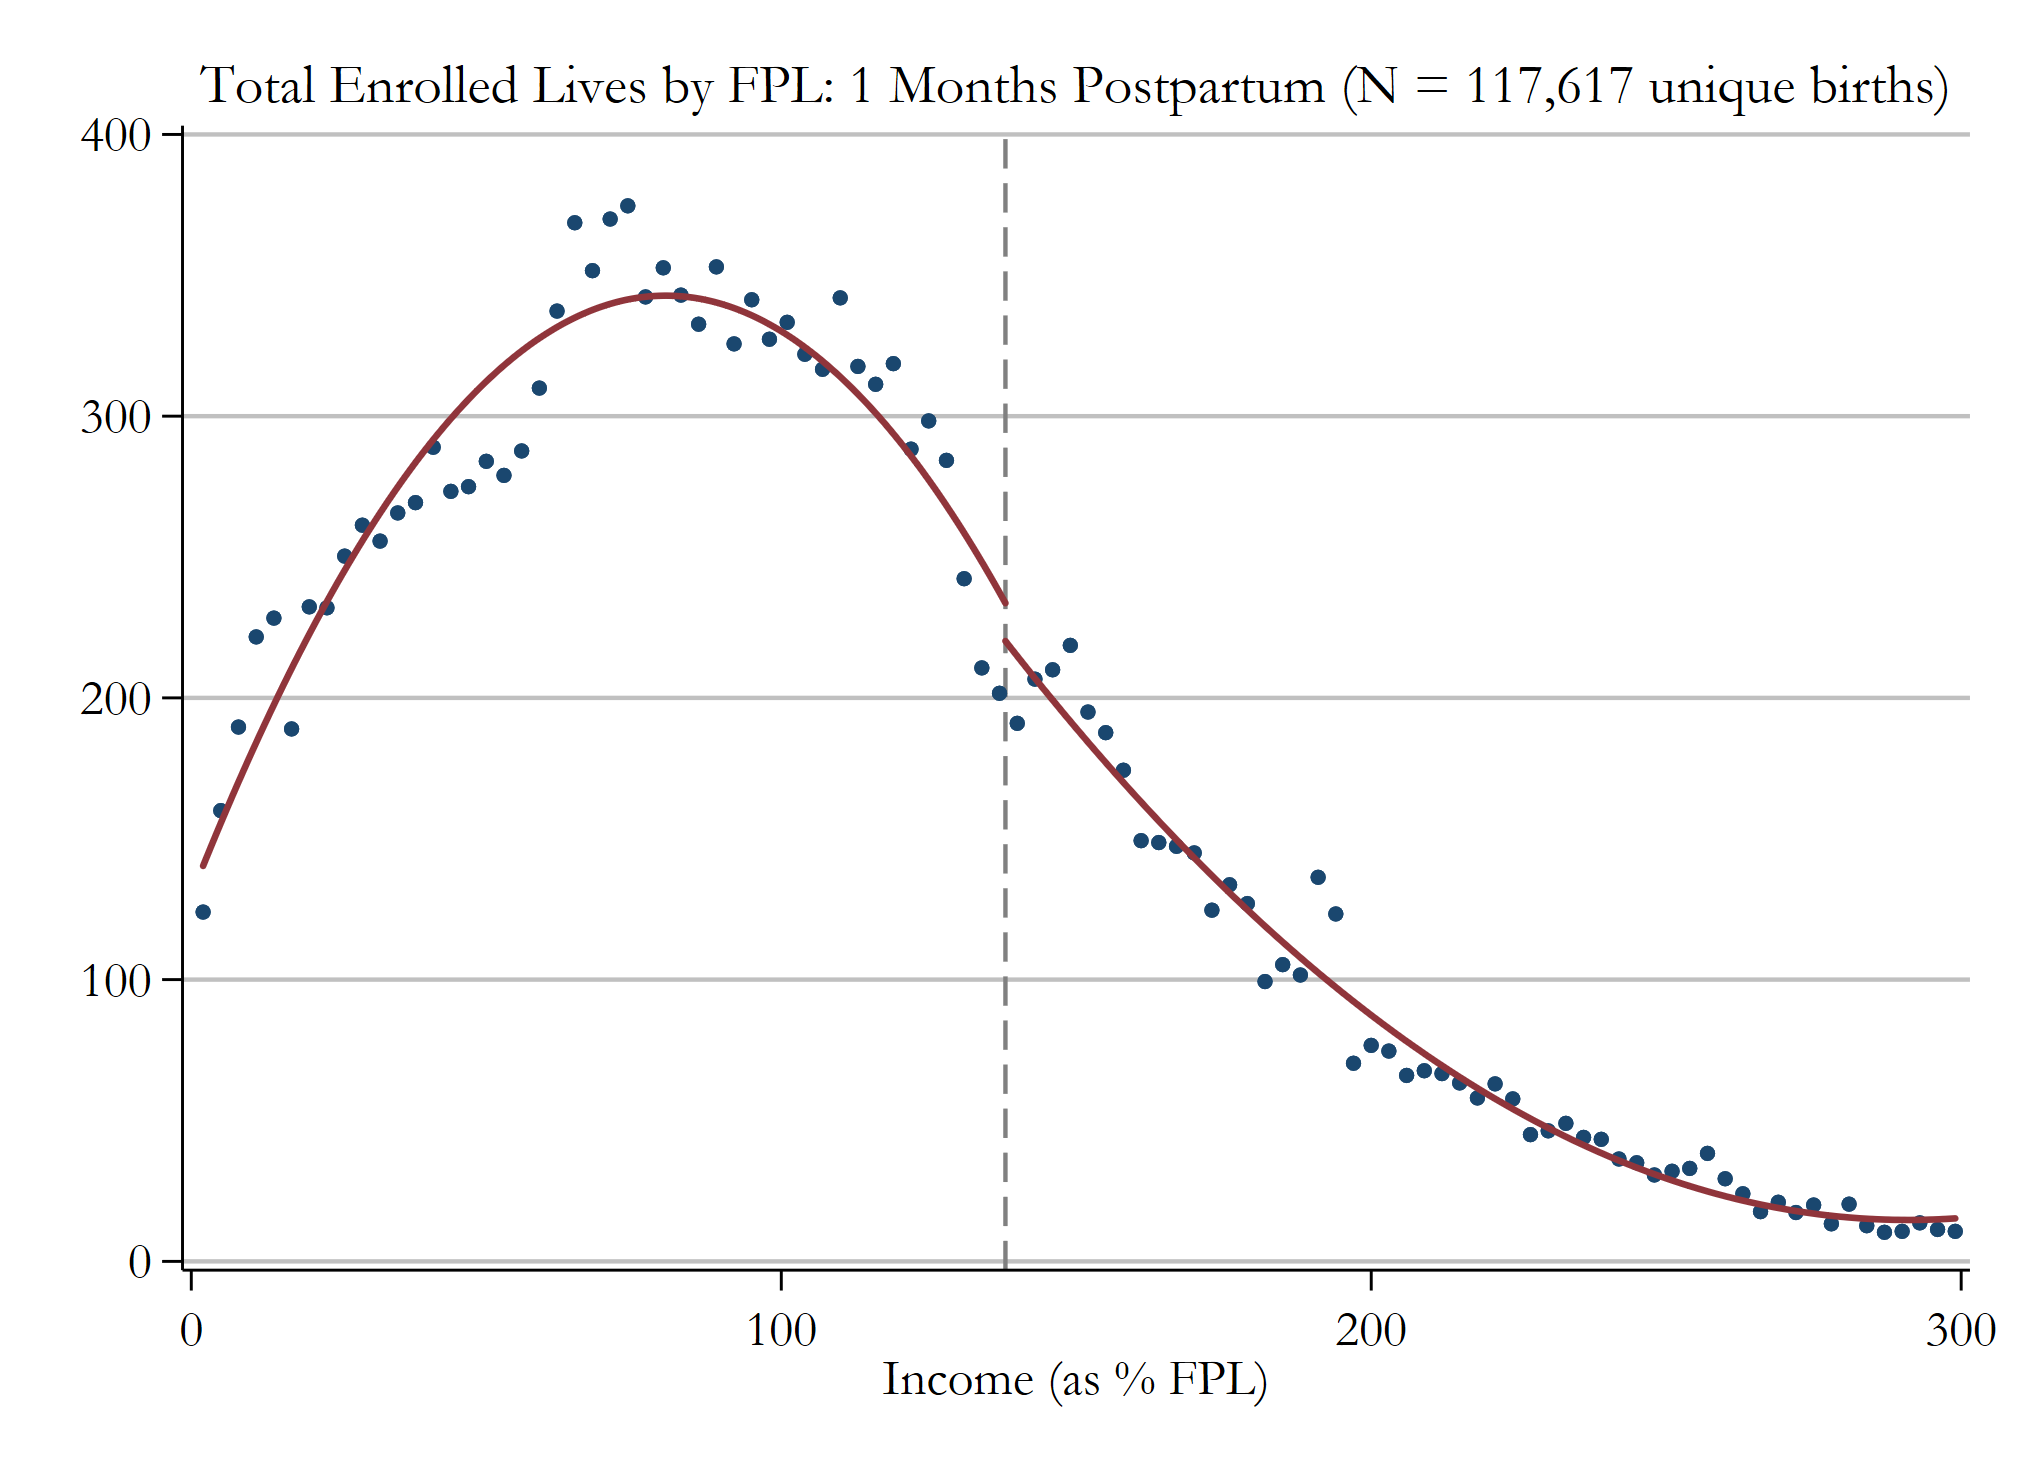 Total Enrolled Lives by FPL: 1 Months Postpartum (N = 117,617 unique births)
400
300
200
100
0
0 100 200 300
Income (as % FPL)